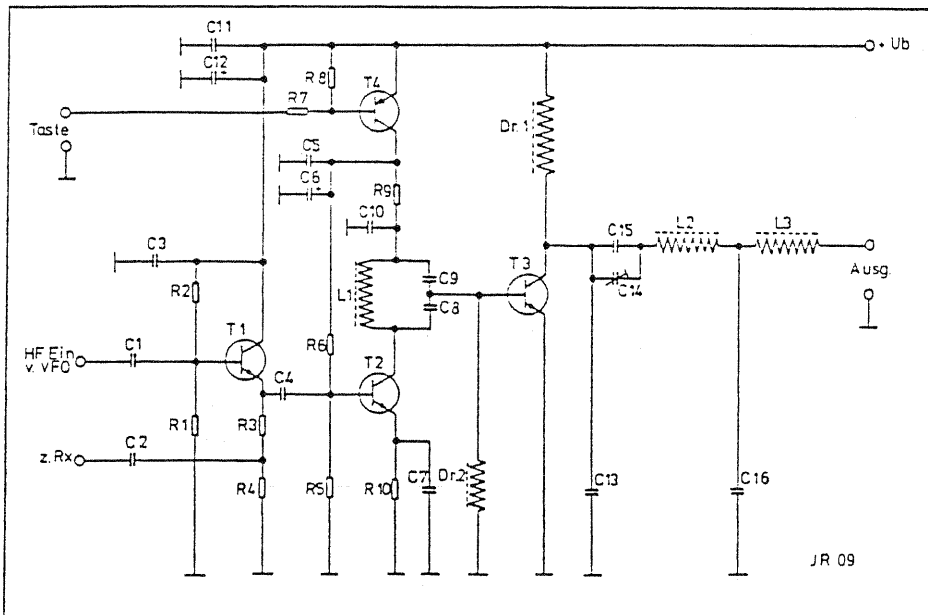 C11
+ Ub
C12
+
R8
T4
R7
Taste
Dr.1
C5
C6
+
R9
C10
C3
C15
L2
L3
R2
C9
T3
L1
C8
C14
Ausg.
T1
R6
HF Ein
v. VFO
C1
T2
C4
R1
R3
z. Rx
C2
C7
Dr.2
R4
R5
R10
C13
C16
JR 09